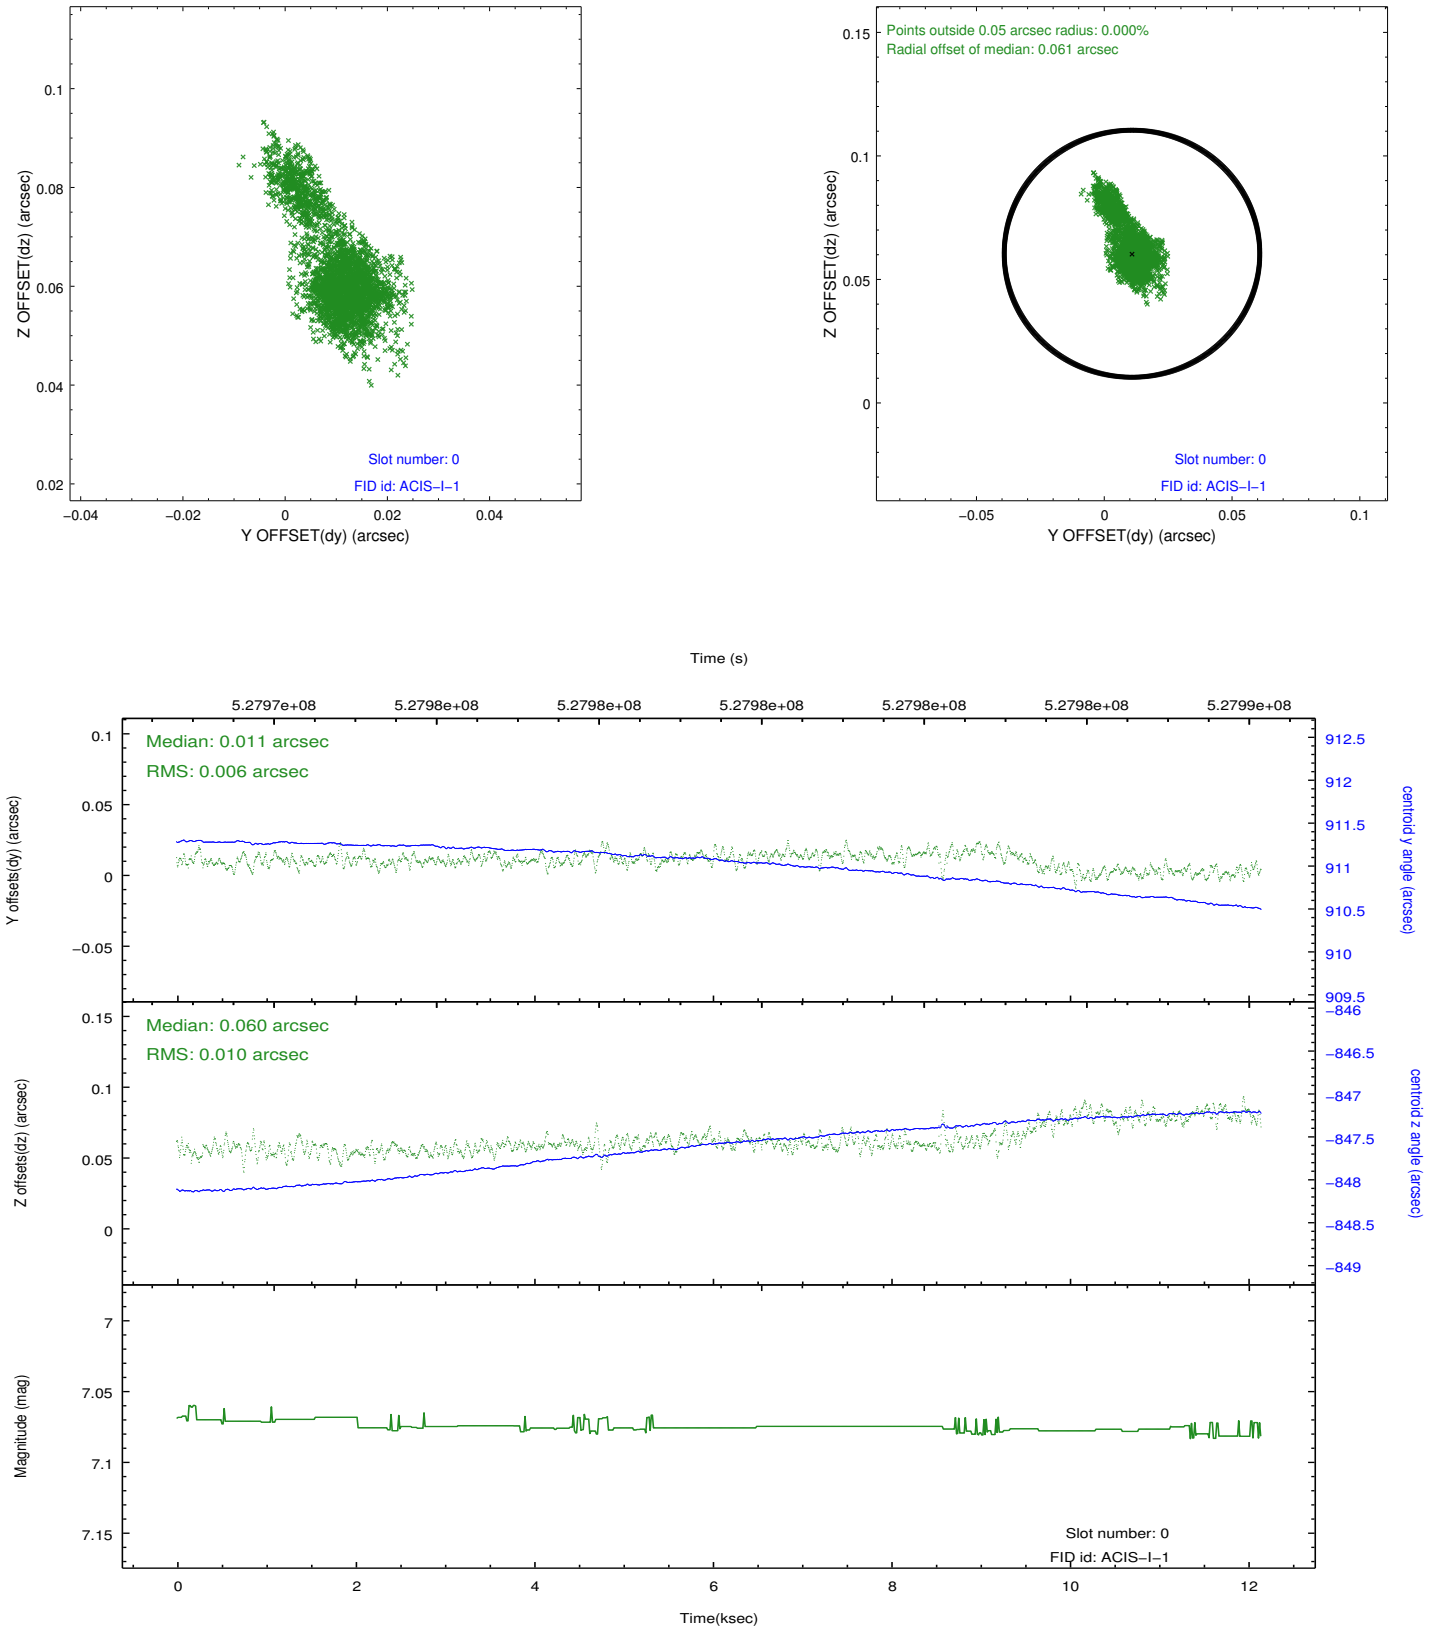 0.1
0.08
0.06
0.04
0.02
Z OFFSET(dz) (arcsec)
Slot number: 0
FID id: ACIS−I−1
−0.04
−0.02
0
0.02
0.04
Y OFFSET(dy) (arcsec)
Points outside 0.05 arcsec radius: 0.000%
Radial offset of median: 0.061 arcsec
0.15
0.1
0.05
0
Z OFFSET(dz) (arcsec)
Slot number: 0
FID id: ACIS−I−1
−0.05
0
0.05
0.1
Y OFFSET(dy) (arcsec)
Time (s)
5.2797e+08
5.2798e+08
5.2798e+08
5.2798e+08
5.2798e+08
5.2798e+08
5.2799e+08
Median: 0.011 arcsec
RMS: 0.006 arcsec
0.1
0.05
0
−0.05
Y offsets(dy) (arcsec)
912.5
912
911.5
911
910.5
910
909.5
centroid y angle (arcsec)
Median: 0.060 arcsec
RMS: 0.010 arcsec
0.15
0.1
0.05
0
Z offsets(dz) (arcsec)
−846
−846.5
−847
−847.5
−848
−848.5
−849
centroid z angle (arcsec)
7
7.05
7.1
7.15
Magnitude (mag)
Slot number: 0
FID id: ACIS−I−1
0
2
4
6
8
10
12
Time(ksec)